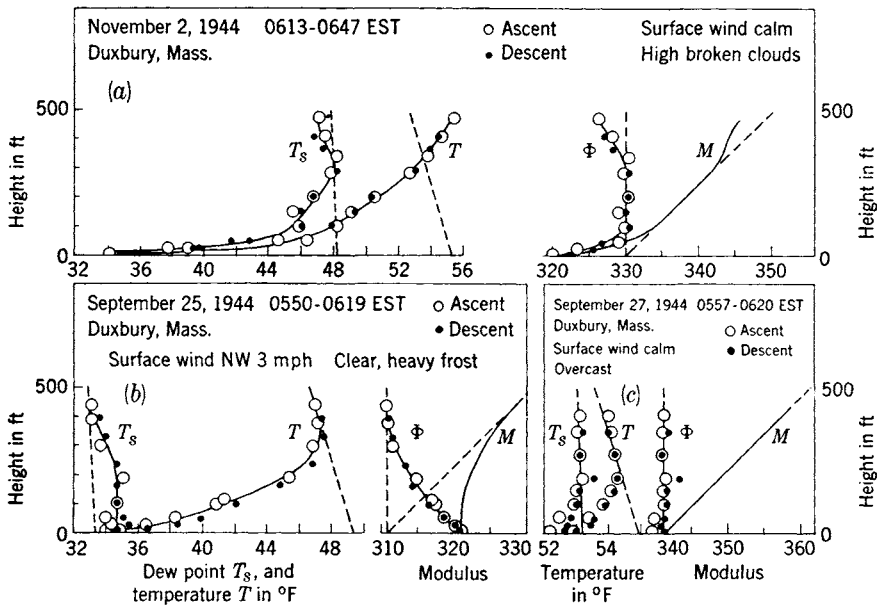 November 2, 1944 0613-0647 EST
Duxbury, Mass.
Ascent
Descent
Surface wind calm
High broken clouds
(a)
Height in ft
500
0
T_S
T
Φ
M
500
0
Height in ft
32 36 40 44 48 52 56
320 330 340 350
September 25, 1944 0550-0619 EST
Duxbury, Mass.
Ascent
Descent
Surface wind NW 3 mph Clear, heavy frost
(b)
Height in ft
500
0
T_S
T
Φ
M
32 36 40 44 48
310 320 330
Dew point T_S, and
temperature T in °F
Modulus
September 27, 1944 0557-0620 EST
Duxbury, Mass.
Surface wind calm
Overcast
Ascent
Descent
(c)
T_S
T
Φ
M
500
0
Height in ft
52 54
340 360
Temperature
in °F
Modulus